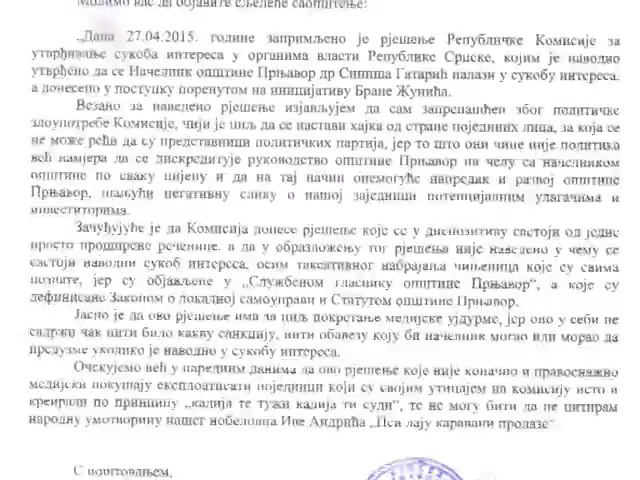 Молимо вас да објавите сљедеће саопштење:
„Дана 27.04.2015. године запримљено је рјешење Републичке Комисије за
утврђивање сукоба интереса у органима власти Републике Српске, којим је наводно
утврђено да се Начелник општине Прњавор др Синиша Гатарић налази у сукобу интереса,
а донесено у поступку поренутом на иницијативу Бране Жунића.
Везано за наведено рјешење изјављујем да сам запрепашћен због политичке
злоупотребе Комисије, чији је циљ да се настави хајка од стране појединих лица, за која се
не може рећи да су представници политичких партија, јер то што они чине није политика
већ намјера да се дискредитује руководство општине Прњавор на челу са начелником
општине по сваку цијену и да на тај начин онемогуће напредак и развој општине
Прњавор, шаљући негативну слику о нашој заједници потенцијалним улагачима и
инвеститорима.
Зачуђујуће је да Комисија донесе рјешење које се у диспозитиву састоји од једне
просто проширене реченице, а да у образложењу тог рјешења није наведено у чему се
састоји наводни сукоб интереса, осим таксативног набрајања чињеница које су свима
познате, јер су објављене у „Службеном гласнику општине Прњавор“, а које су
дефинисане Законом о локалној самоуправи и Статутом општине Прњавор.
Јасно је да ово рјешење има за циљ покретање медијске ујдурме, јер оно у себи не
садржи чак нити било какву санкцију, нити обавезу коју би начелник могао или морао да
предузме уколико је наводно у сукобу интереса.
Очекујемо већ у наредним данима да ово рјешење које није коначно и правоснажно
медијски покушају експлоатисати појединци који су својим утицајем на комисију исто и
креирали по принципу „кадија те тужи кадија ти суди“, те не могу бити да не цитирам
народну умотворину нашег нобеловца Иве Андрића „Пси лају каравани пролазе“
С поштовањем,